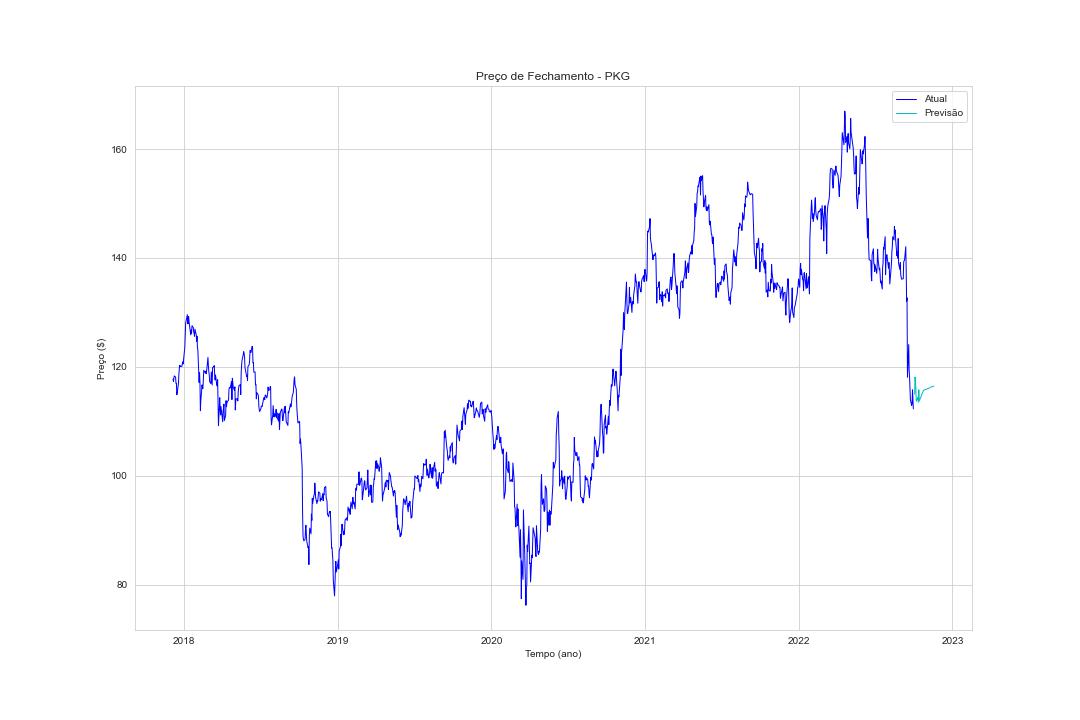 Preço de Fechamento - PKG
Atual
Previsão
160
140
120
100
80
Preço ($)
2018
2019
2020
2021
2022
2023
Tempo (ano)